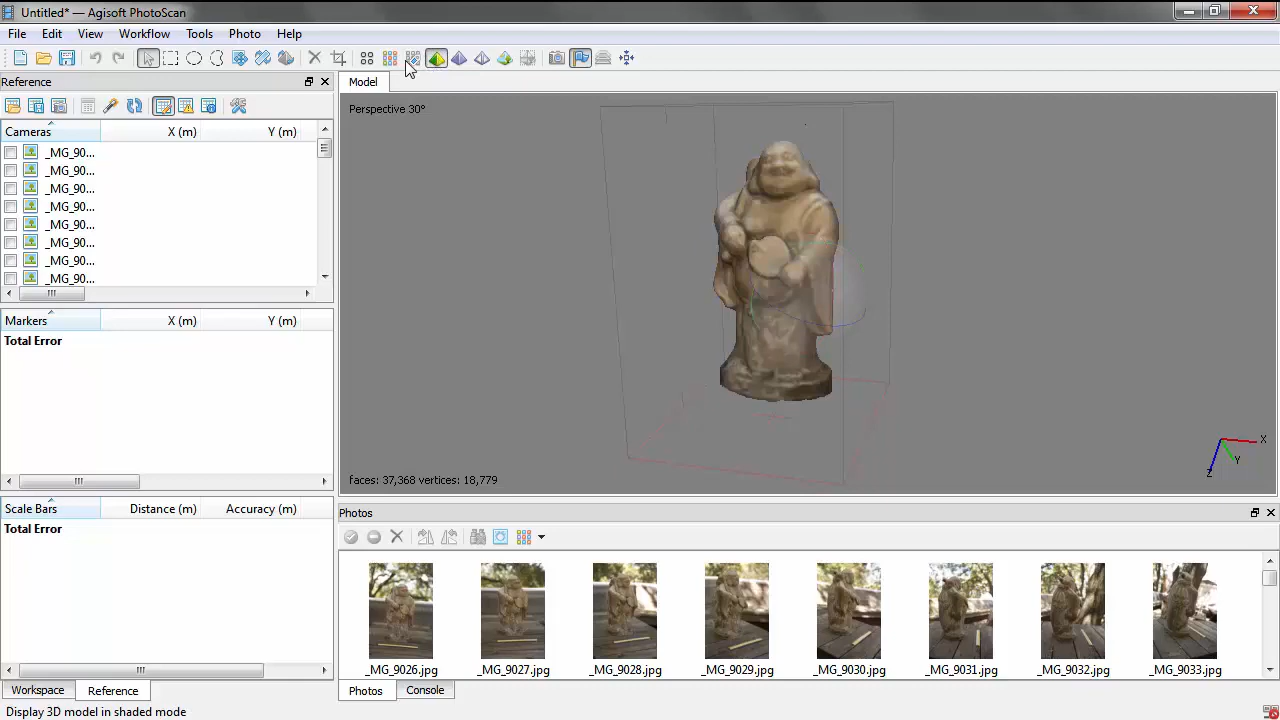 Untitled* — Agisoft PhotoScan
File Edit View Workflow Tools Photo Help
Reference
Model
Cameras X (m) Y (m)
_MG_90...
_MG_90...
_MG_90...
_MG_90...
_MG_90...
_MG_90...
_MG_90...
_MG_90...
Markers X (m) Y (m)
Total Error
Scale Bars Distance (m) Accuracy (m)
Total Error
Workspace Reference
Display 3D model in shaded mode
Perspective 30°
X
Y
Z
faces: 37,368 vertices: 18,779
Photos
_MG_9026.jpg _MG_9027.jpg _MG_9028.jpg _MG_9029.jpg _MG_9030.jpg _MG_9031.jpg _MG_9032.jpg _MG_9033.jpg
Photos Console